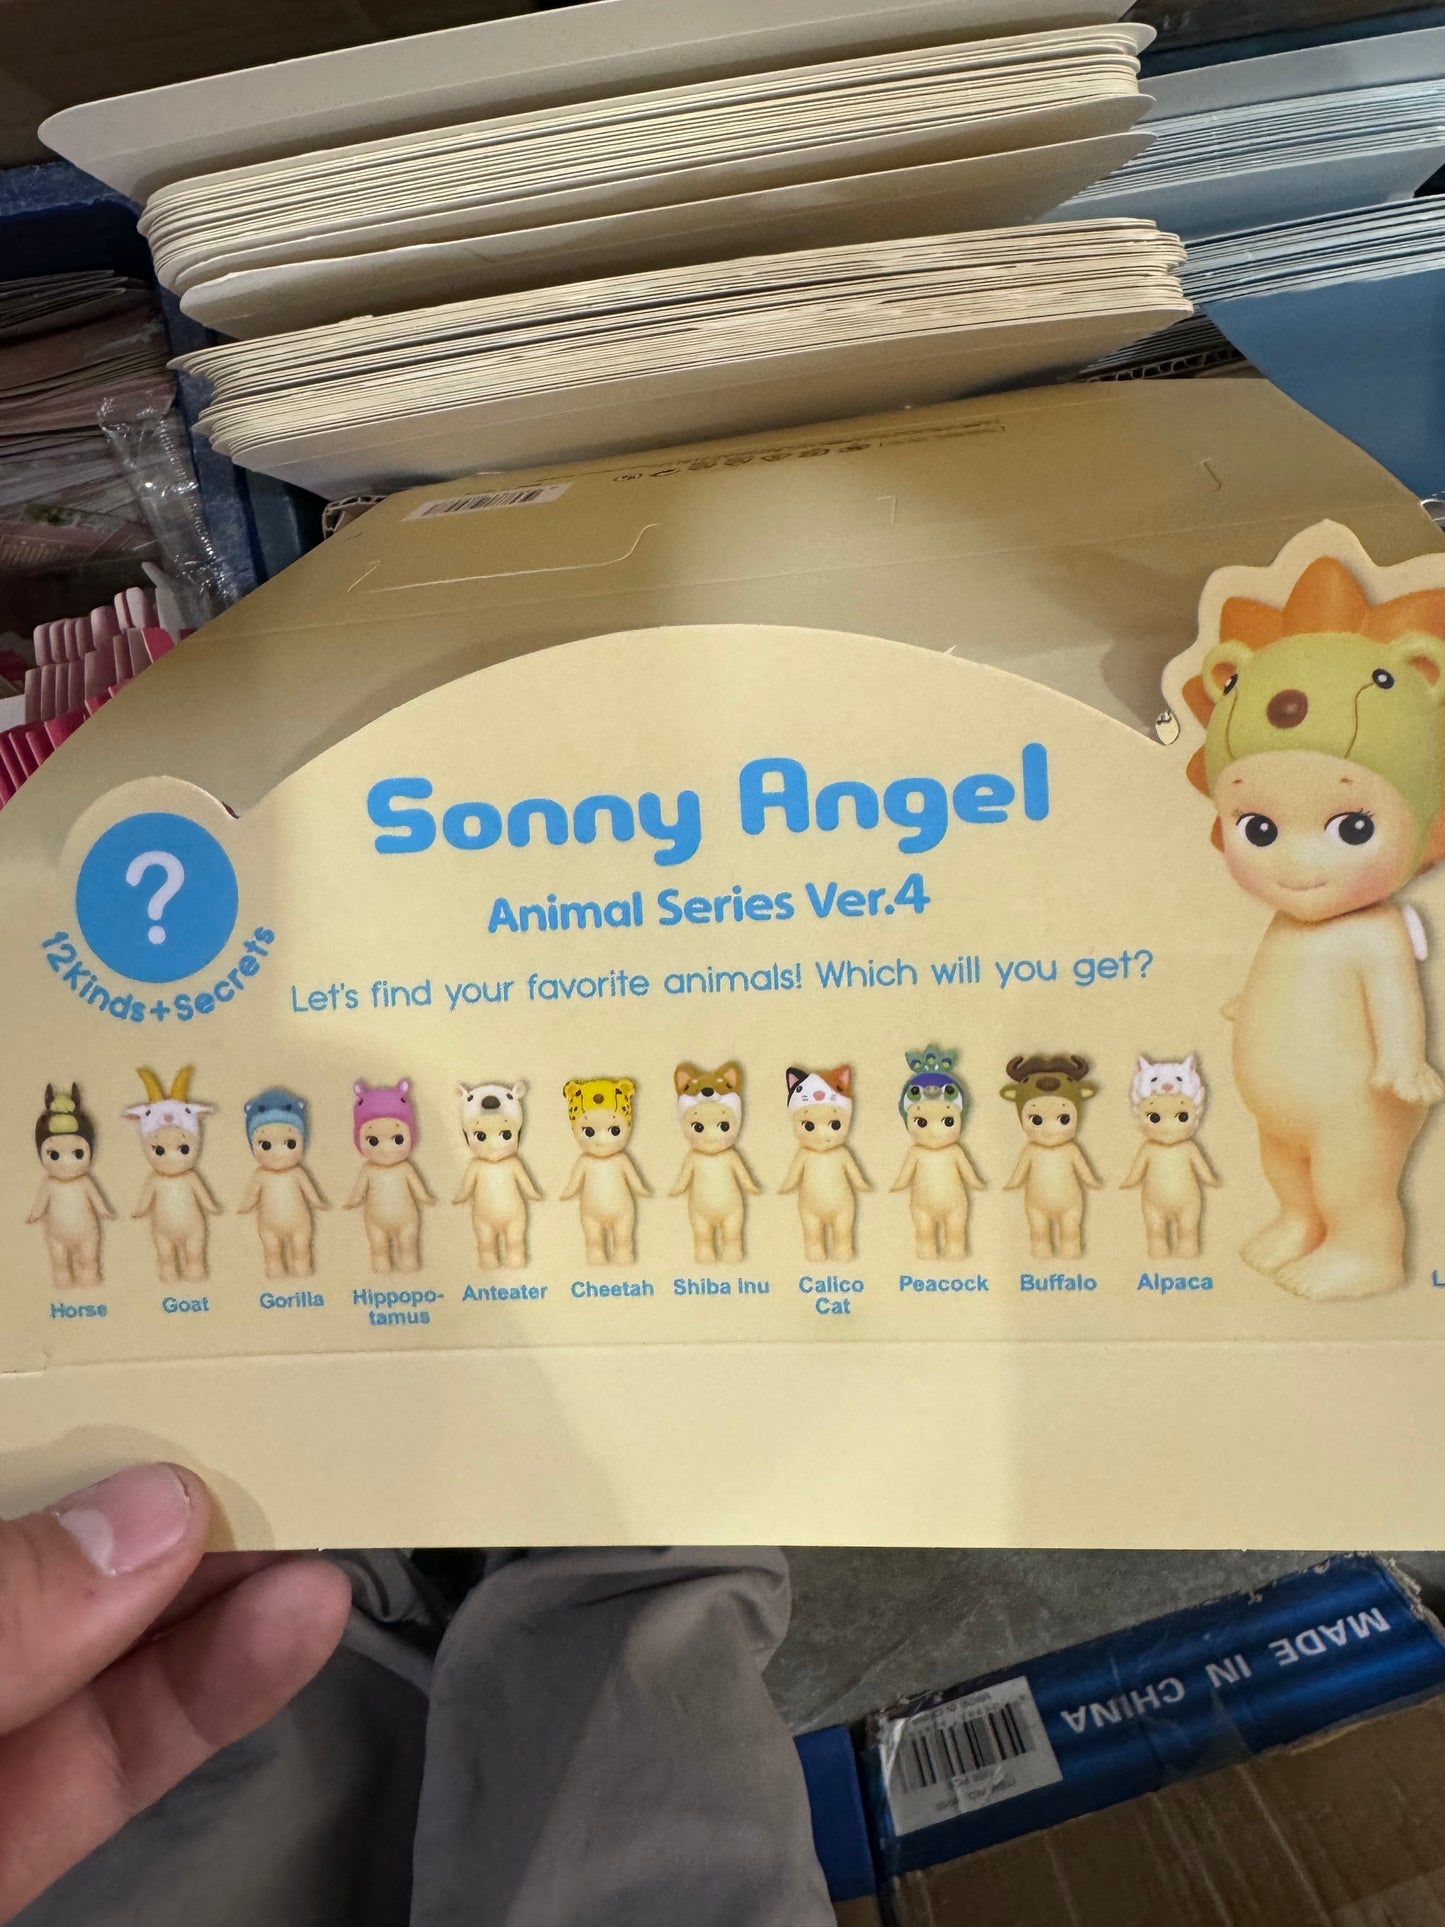 Sonny Angel
Animal Series Ver.4
Let's find your favorite animals! Which will you get?
?
12Kinds+Secrets
Horse
Goat
Gorilla
Hippopo-
tamus
Anteater
Cheetah
Shiba Inu
Calico
Cat
Peacock
Buffalo
Alpaca
L
MADE IN CHINA